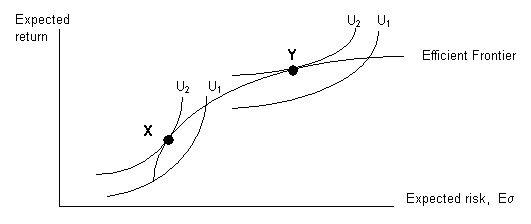 Expected
return
U2 U1
Y
Efficient Frontier
U2 U1
X
Expected risk, Eσ